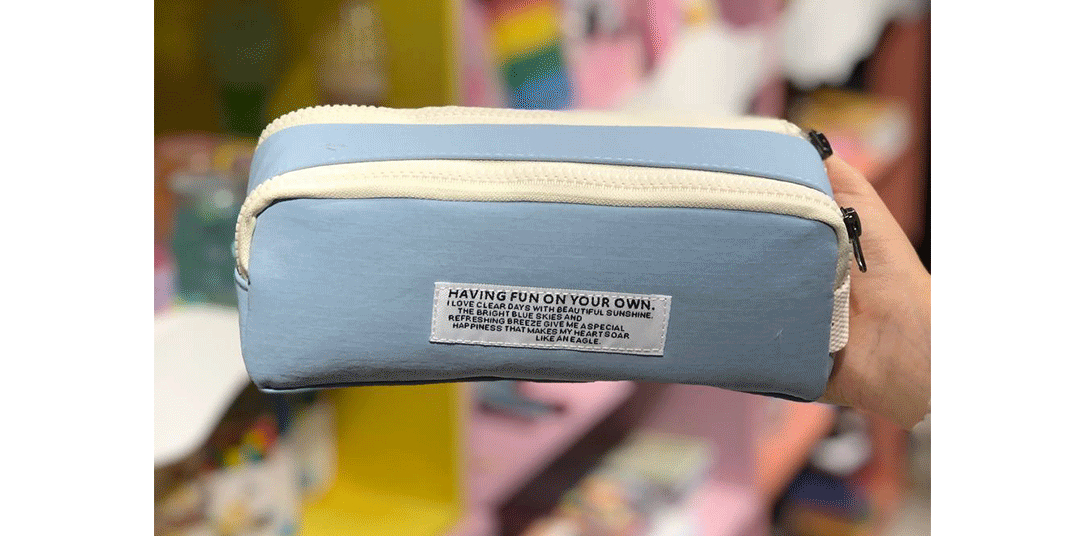 HAVING FUN ON YOUR OWN.
I LOVE CLEAR DAYS WITH BEAUTIFUL SUNSHINE.
THE BRIGHT BLUE SKIES AND
REFRESHING BREEZE GIVE ME A SPECIAL
HAPPINESS THAT MAKES MY HEART SOAR
LIKE AN EAGLE.